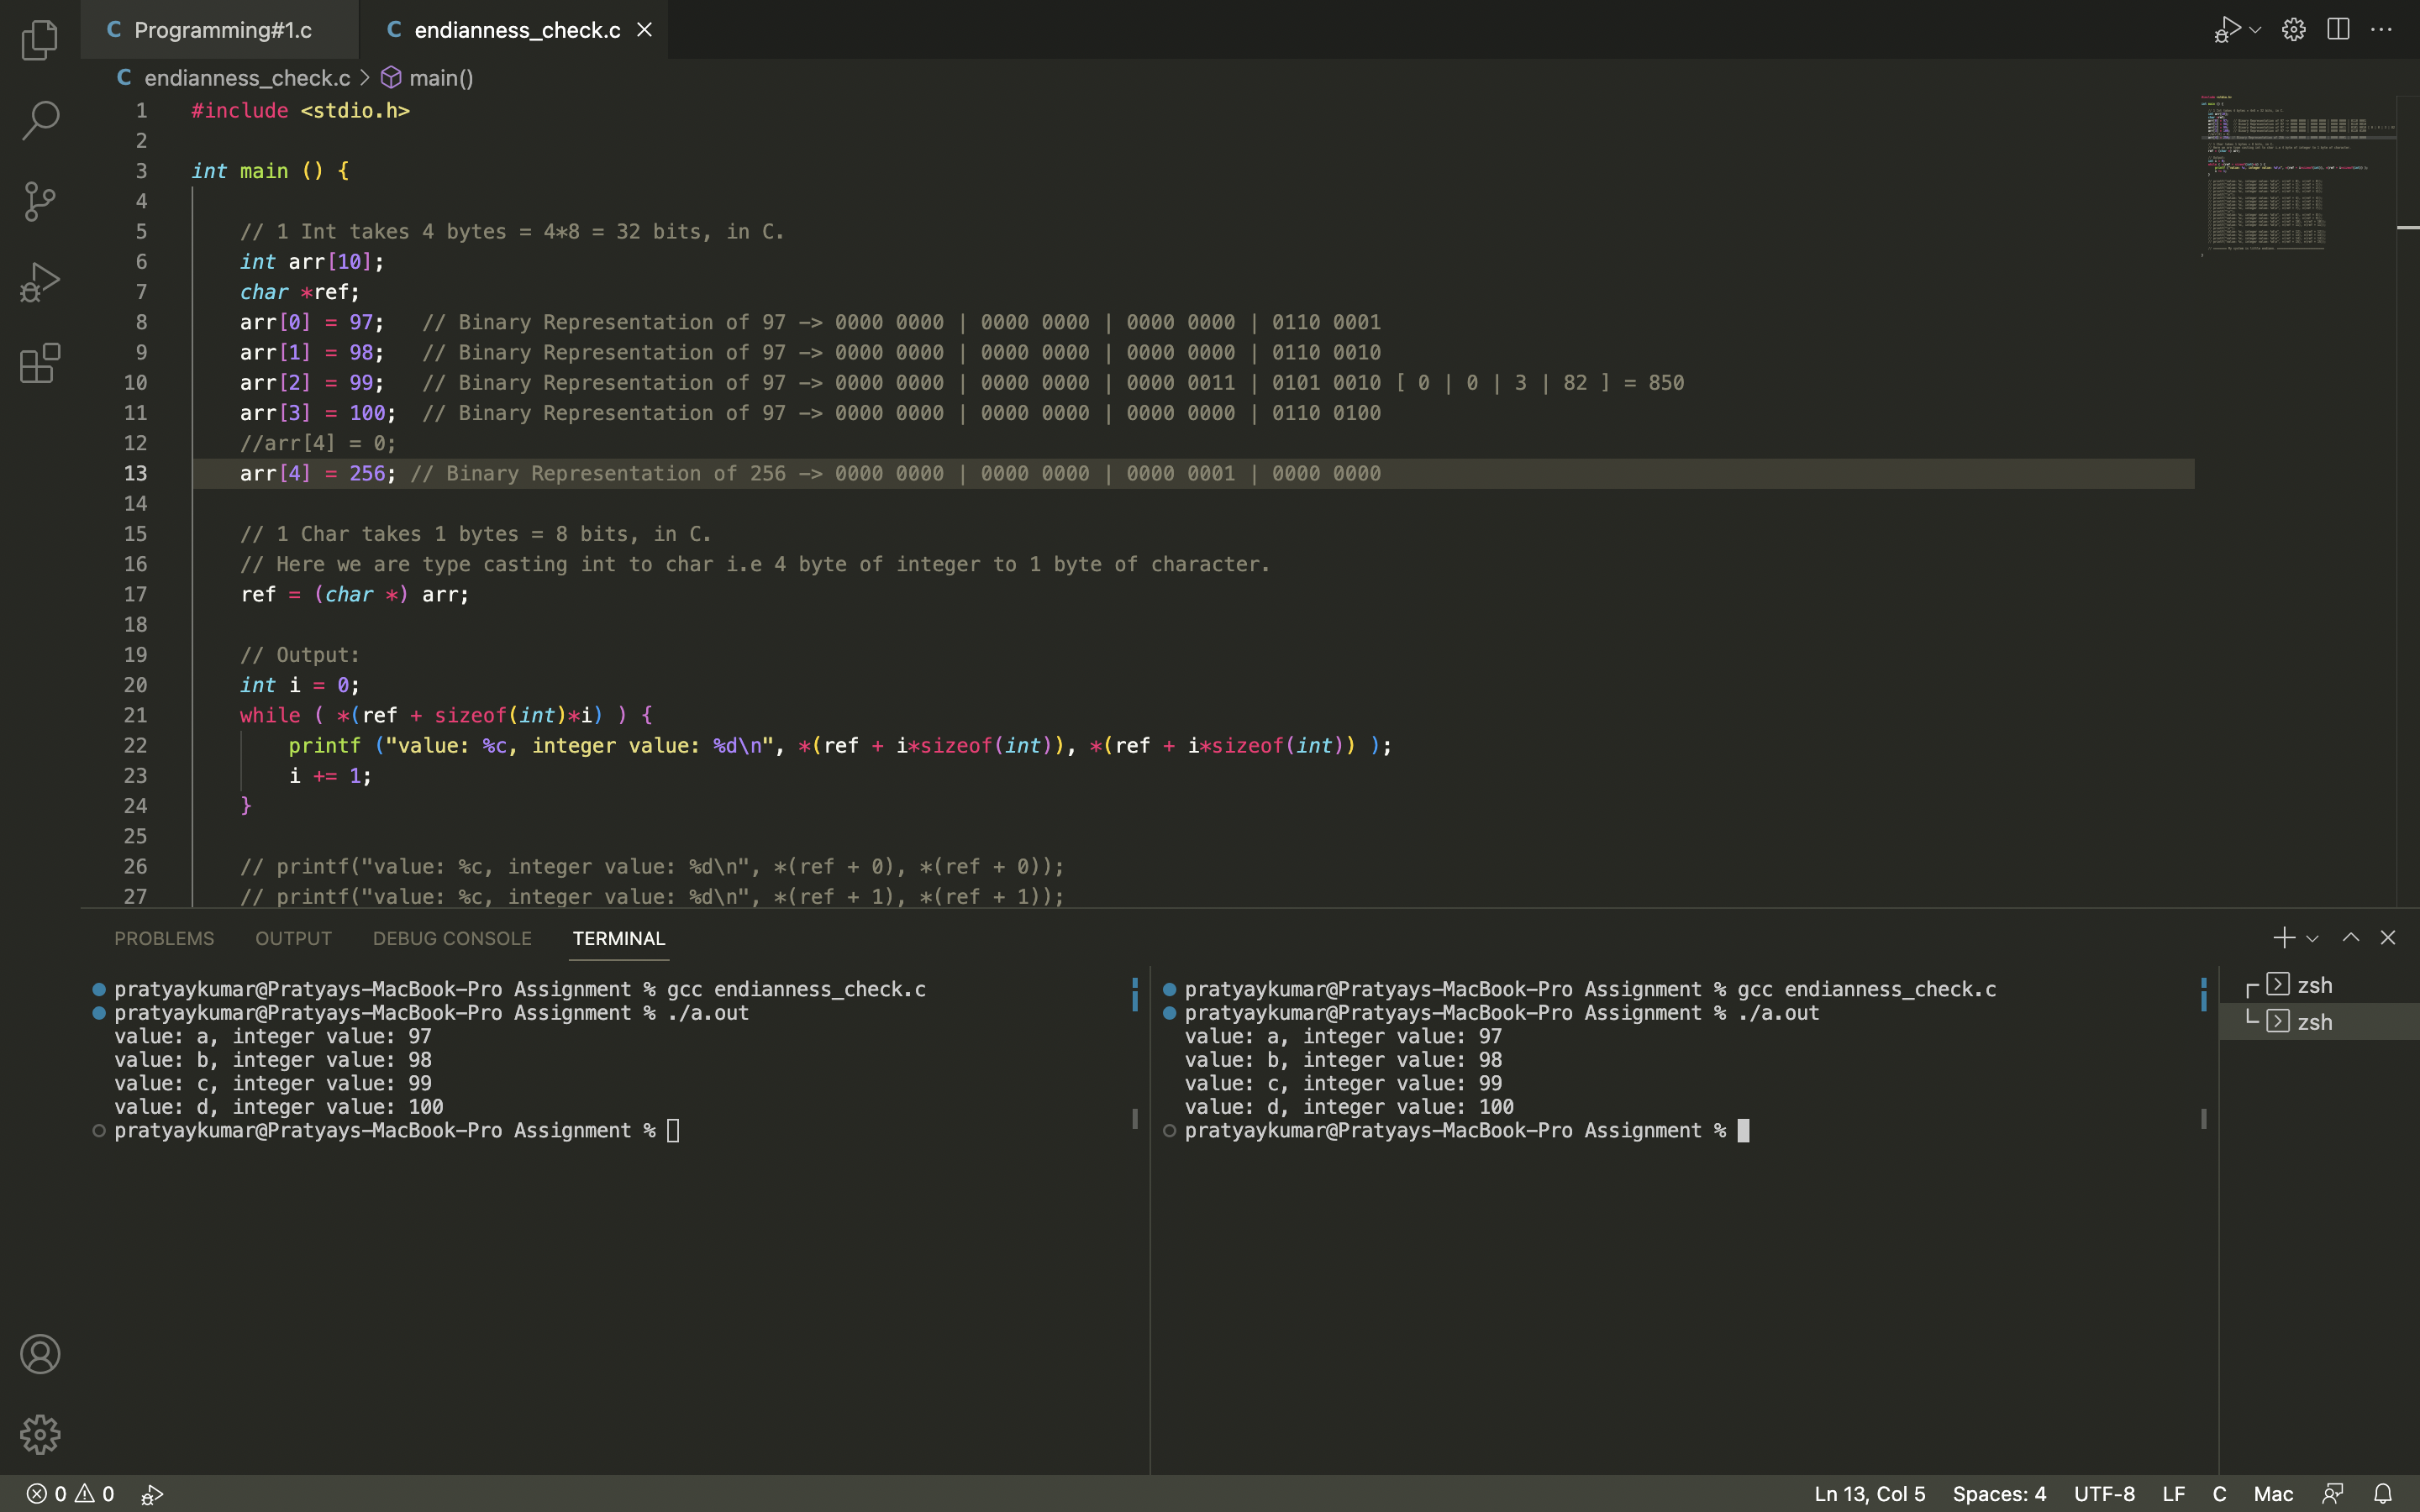 Programming#1.c
endianness_check.c
endianness_check.c > main()
1 #include <stdio.h>
2
3 int main () {
4
5 // 1 Int takes 4 bytes = 4*8 = 32 bits, in C.
6 int arr[10];
7 char *ref;
8 arr[0] = 97; // Binary Representation of 97 -> 0000 0000 | 0000 0000 | 0000 0000 | 0110 0001
9 arr[1] = 98; // Binary Representation of 97 -> 0000 0000 | 0000 0000 | 0000 0000 | 0110 0010
10 arr[2] = 99; // Binary Representation of 97 -> 0000 0000 | 0000 0000 | 0000 0011 | 0101 0010 [ 0 | 0 | 3 | 82 ] = 850
11 arr[3] = 100; // Binary Representation of 97 -> 0000 0000 | 0000 0000 | 0000 0000 | 0110 0100
12 //arr[4] = 0;
13 arr[4] = 256; // Binary Representation of 256 -> 0000 0000 | 0000 0000 | 0000 0001 | 0000 0000
14
15 // 1 Char takes 1 bytes = 8 bits, in C.
16 // Here we are type casting int to char i.e 4 byte of integer to 1 byte of character.
17 ref = (char *) arr;
18
19 // Output:
20 int i = 0;
21 while ( *(ref + sizeof(int)*i) ) {
22 printf ("value: %c, integer value: %d\n", *(ref + i*sizeof(int)), *(ref + i*sizeof(int)) );
23 i += 1;
24 }
25
26 // printf("value: %c, integer value: %d\n", *(ref + 0), *(ref + 0));
27 // printf("value: %c, integer value: %d\n", *(ref + 1), *(ref + 1));
PROBLEMS OUTPUT DEBUG CONSOLE TERMINAL
pratyaykumar@Pratyays-MacBook-Pro Assignment % gcc endianness_check.c
pratyaykumar@Pratyays-MacBook-Pro Assignment % ./a.out
value: a, integer value: 97
value: b, integer value: 98
value: c, integer value: 99
value: d, integer value: 100
pratyaykumar@Pratyays-MacBook-Pro Assignment %
pratyaykumar@Pratyays-MacBook-Pro Assignment % gcc endianness_check.c
pratyaykumar@Pratyays-MacBook-Pro Assignment % ./a.out
value: a, integer value: 97
value: b, integer value: 98
value: c, integer value: 99
value: d, integer value: 100
pratyaykumar@Pratyays-MacBook-Pro Assignment %
zsh
zsh
0 0
Ln 13, Col 5 Spaces: 4 UTF-8 LF C Mac